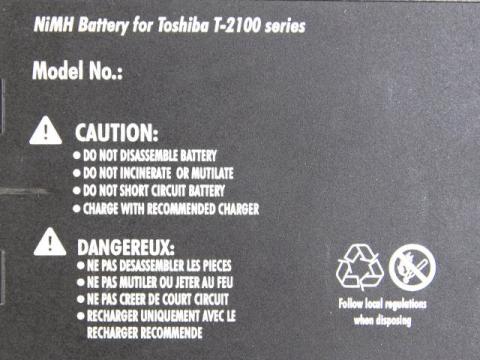 NiMH Battery for Toshiba T-2100 series
Model No.:
CAUTION:
● DO NOT DISASSEMBLE BATTERY
● DO NOT INCINERATE OR MUTILATE
● DO NOT SHORT CIRCUIT BATTERY
● CHARGE WITH RECOMMENDED CHARGER
DANGEREUX:
● NE PAS DESASSEMBLER LES PIECES
● NE PAS MUTILER OU JETER AU FEU
● NE PAS CREER DE COURT CIRCUIT
● RECHARGER UNIQUEMENT AVEC LE
RECHARGER RECOMMENDE
Follow local regulations
when disposing